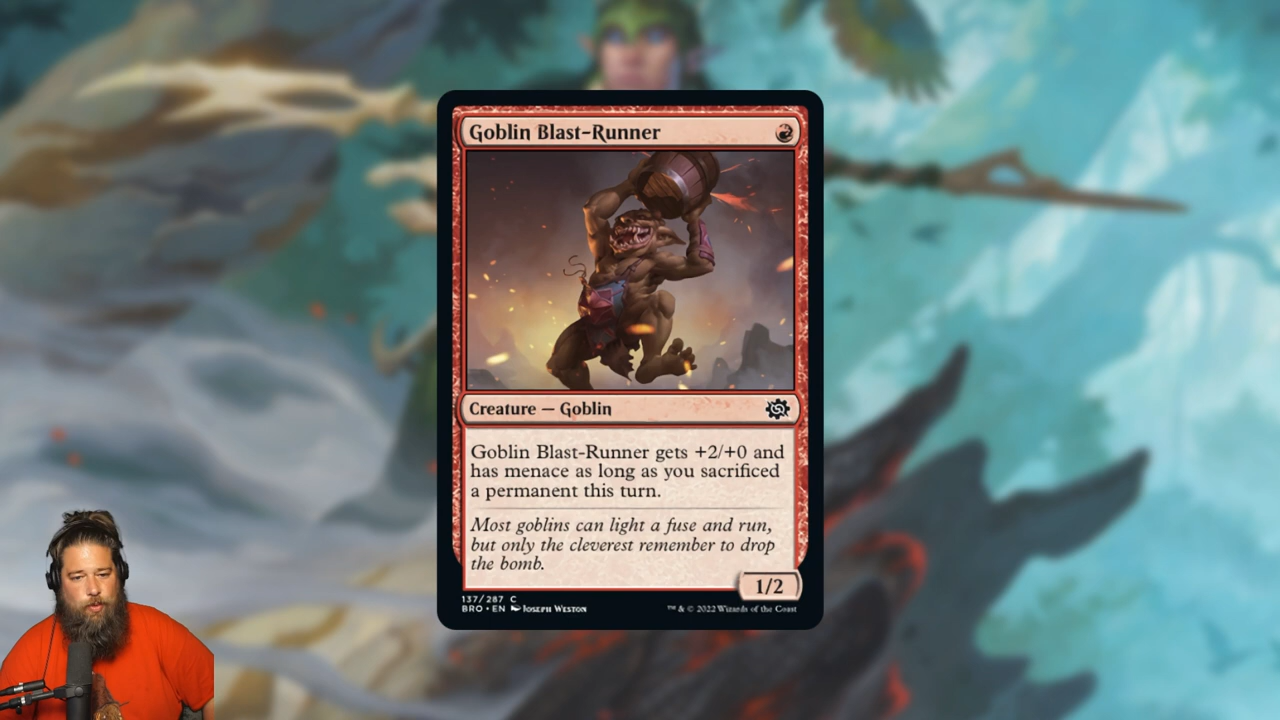 Goblin Blast-Runner
Creature — Goblin
Goblin Blast-Runner gets +2/+0 and
has menace as long as you sacrificed
a permanent this turn.
Most goblins can light a fuse and run,
but only the cleverest remember to drop
the bomb.
1/2
137/287 C
BRO • EN Joseph Weston
™ & © 2022 Wizards of the Coast